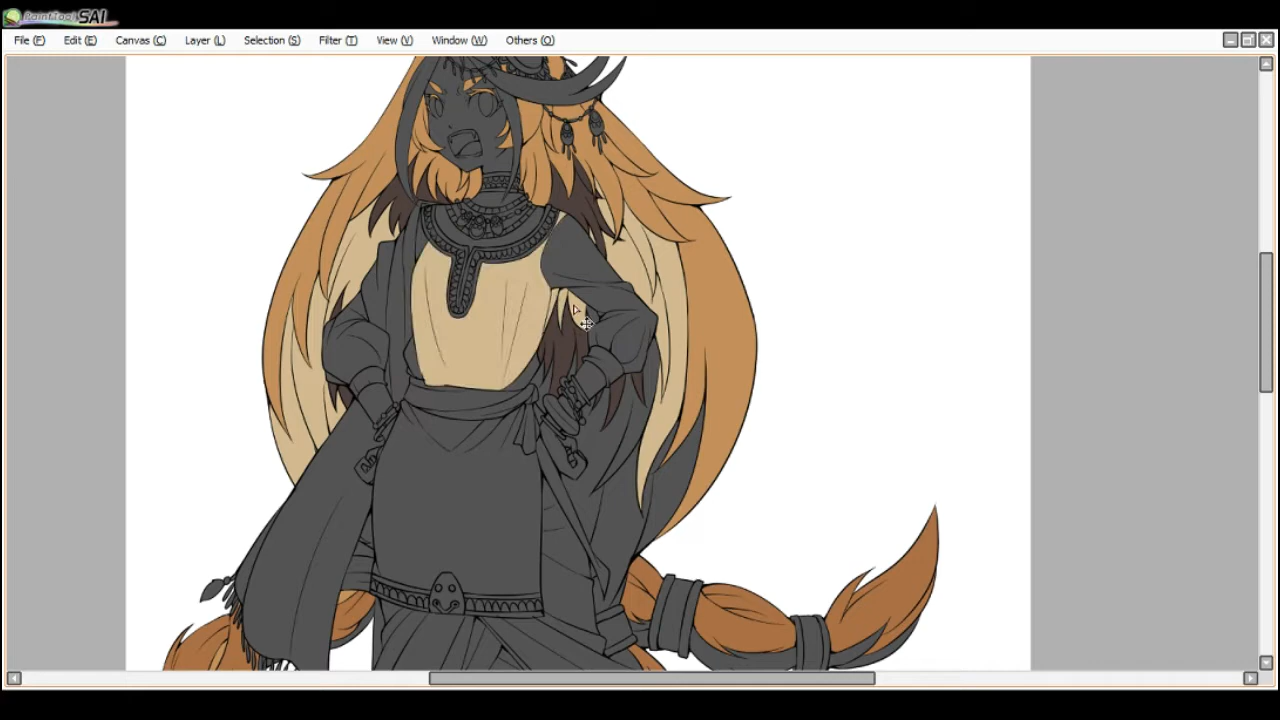 PaintTool SAI
File (F) Edit (E) Canvas (C) Layer (L) Selection (S) Filter (T) View (V) Window (W) Others (O)